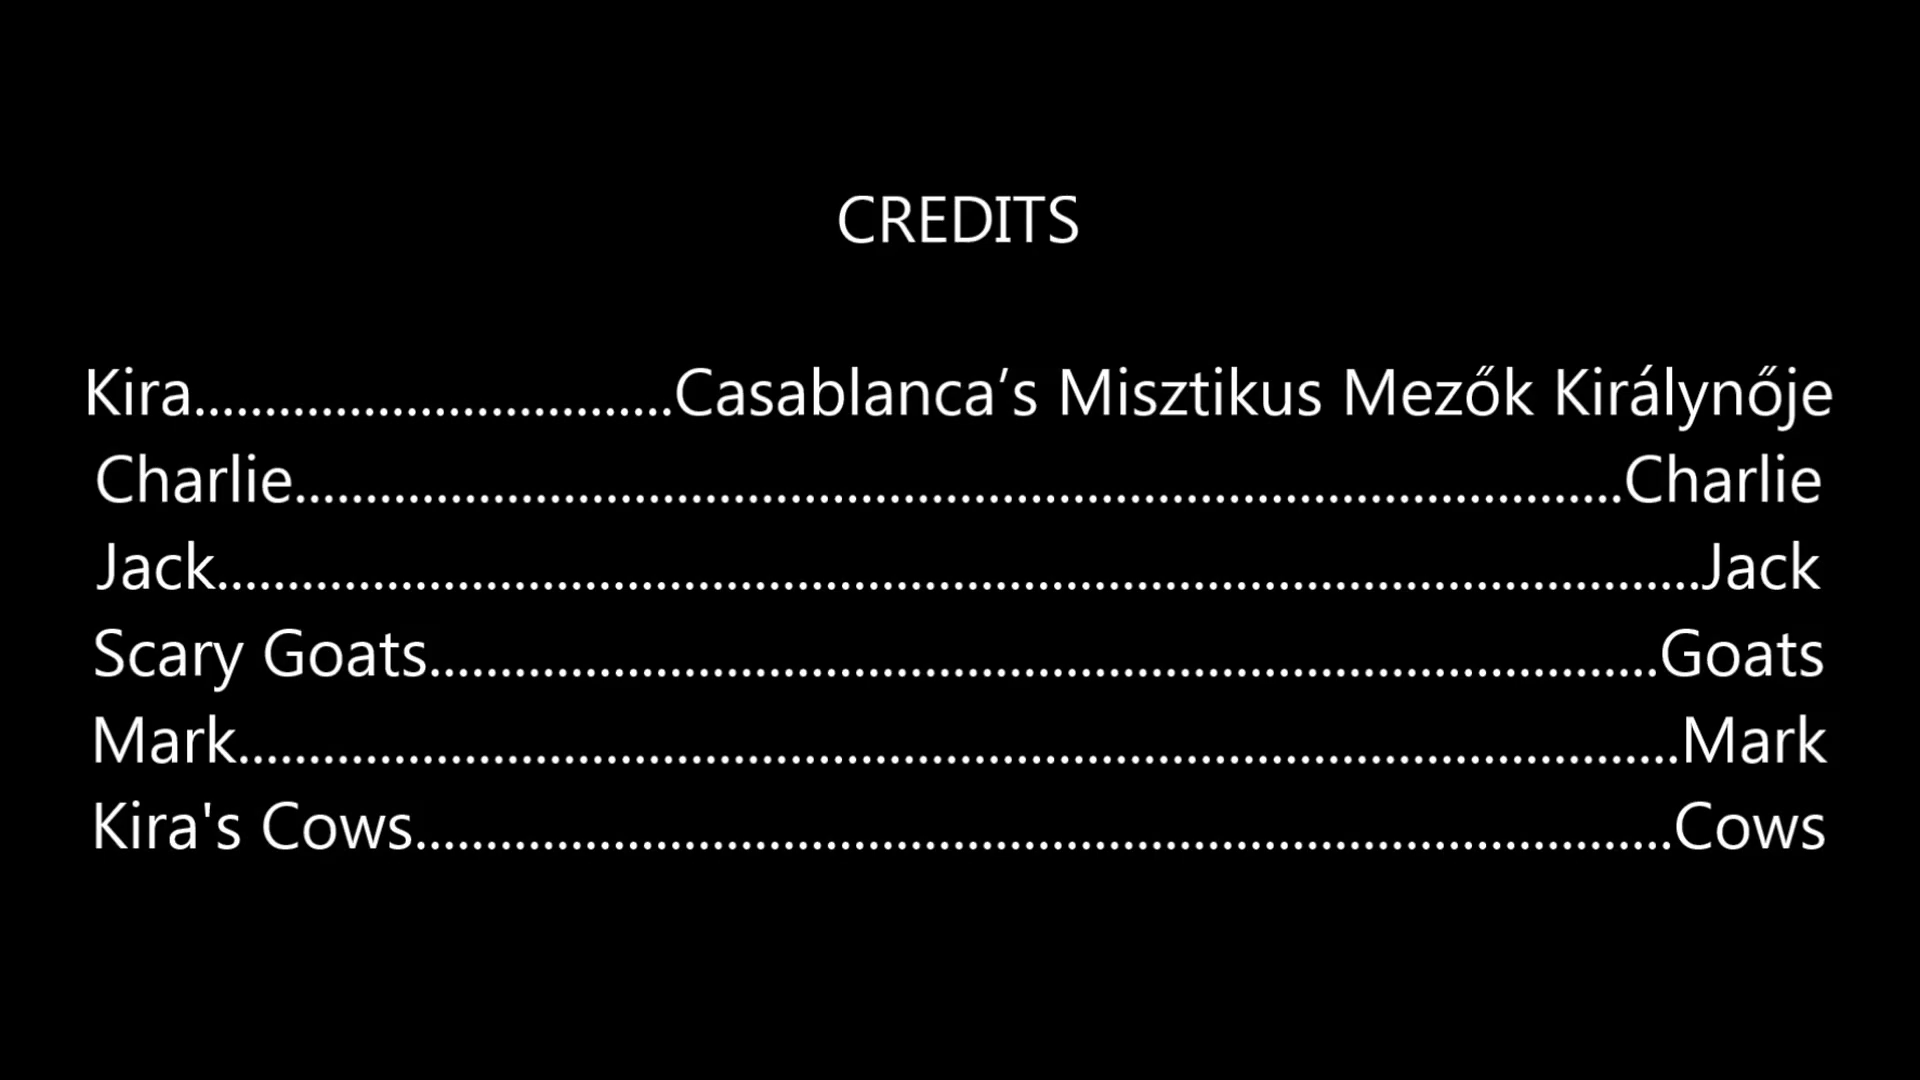 CREDITS
Kira..................................Casablanca’s Misztikus Mezők Királynője
Charlie..............................................................................................Charlie
Jack.........................................................................................................Jack
Scary Goats.......................................................................................Goats
Mark......................................................................................................Mark
Kira's Cows.........................................................................................Cows